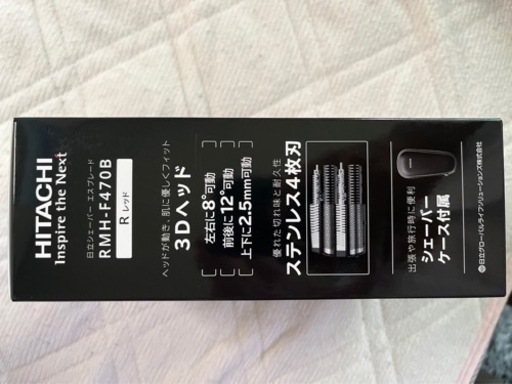 HITACHI
Inspire the Next
日立シェーバー エスブレード
RMH-F470B
R レッド
ヘッドが動き、肌に優しくフィット
3Dヘッド
左右に8°可動
前後に12°可動
上下に2.5mm可動
優れた切れ味と耐久性
ステンレス4枚刃
出張や旅行時に便利
シェーバー
ケース付属
日立グローバルライフソリューションズ株式会社